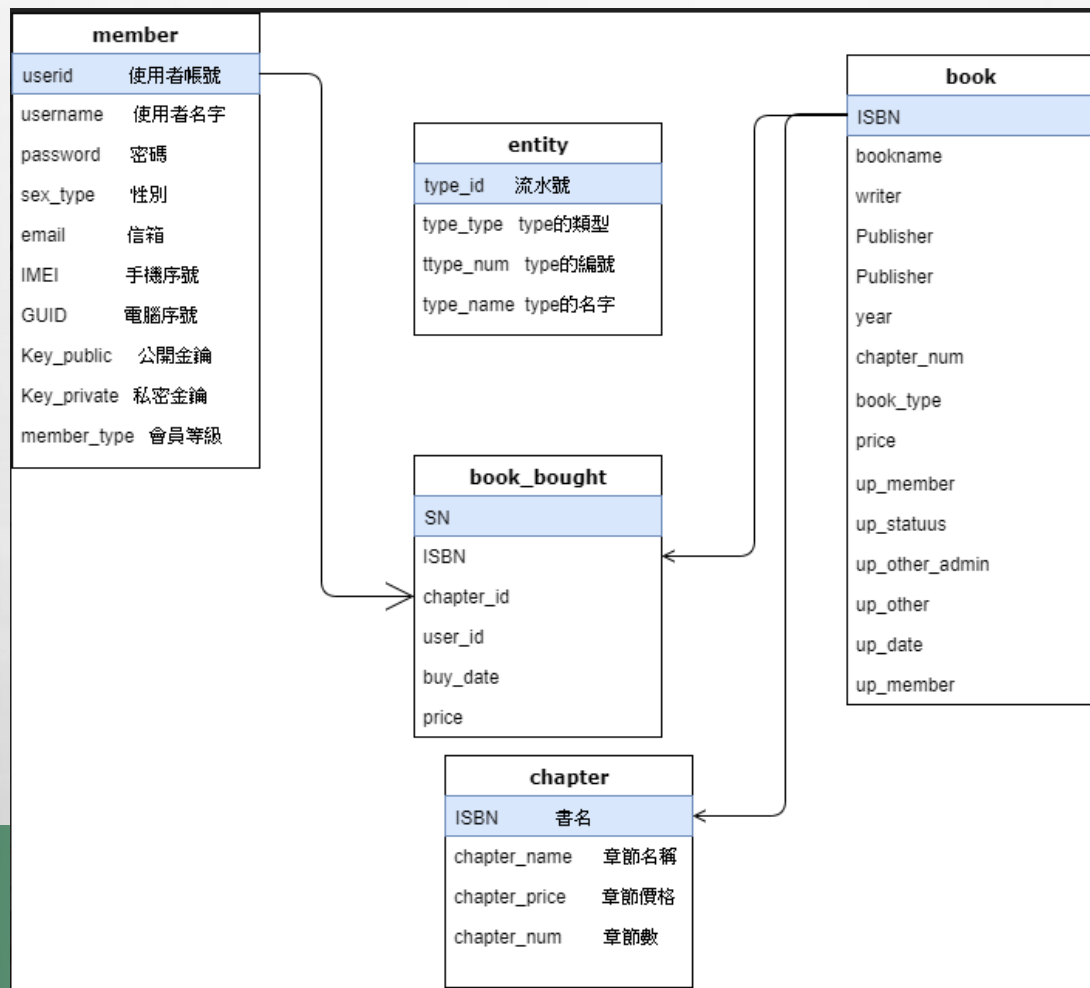 member
userid 使用者帳號
username 使用者名字
password 密碼
sex_type 性別
email 信箱
IMEI 手機序號
GUID 電腦序號
Key_public 公開金鑰
Key_private 私密金鑰
member_type 會員等級
entity
type_id 流水號
type_type type的類型
ttype_num type的編號
type_name type的名字
book_bought
SN
ISBN
chapter_id
user_id
buy_date
price
chapter
ISBN 書名
chapter_name 章節名稱
chapter_price 章節價格
chapter_num 章節數
book
ISBN
bookname
writer
Publisher
Publisher
year
chapter_num
book_type
price
up_member
up_statuus
up_other_admin
up_other
up_date
up_member